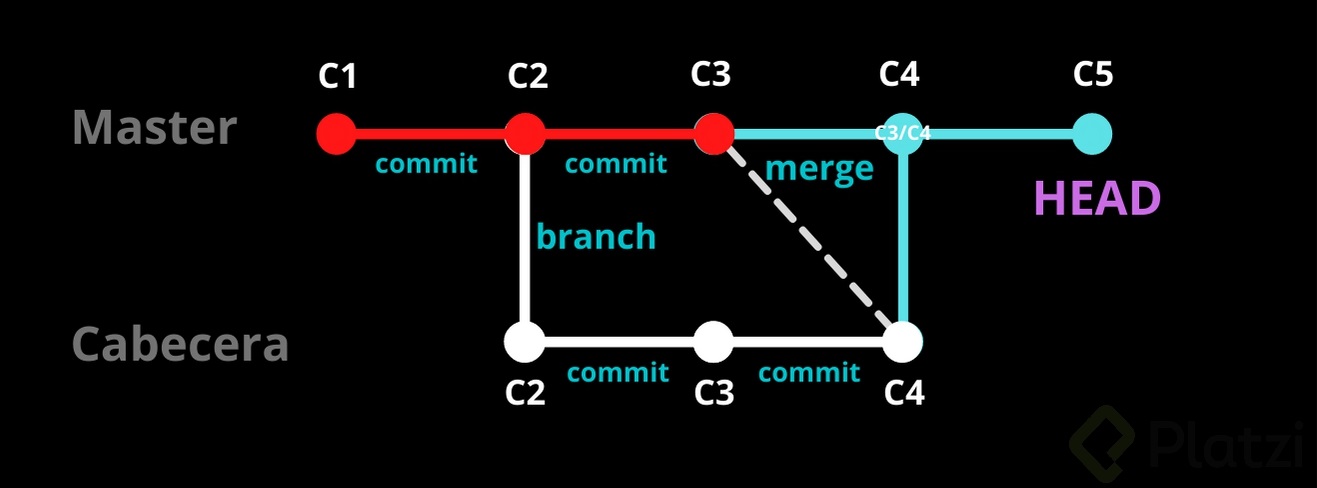 C1 C2 C3 C4 C5
Master
C3/C4
commit commit merge
HEAD
branch
Cabecera
commit commit
C2 C3 C4
Platzi